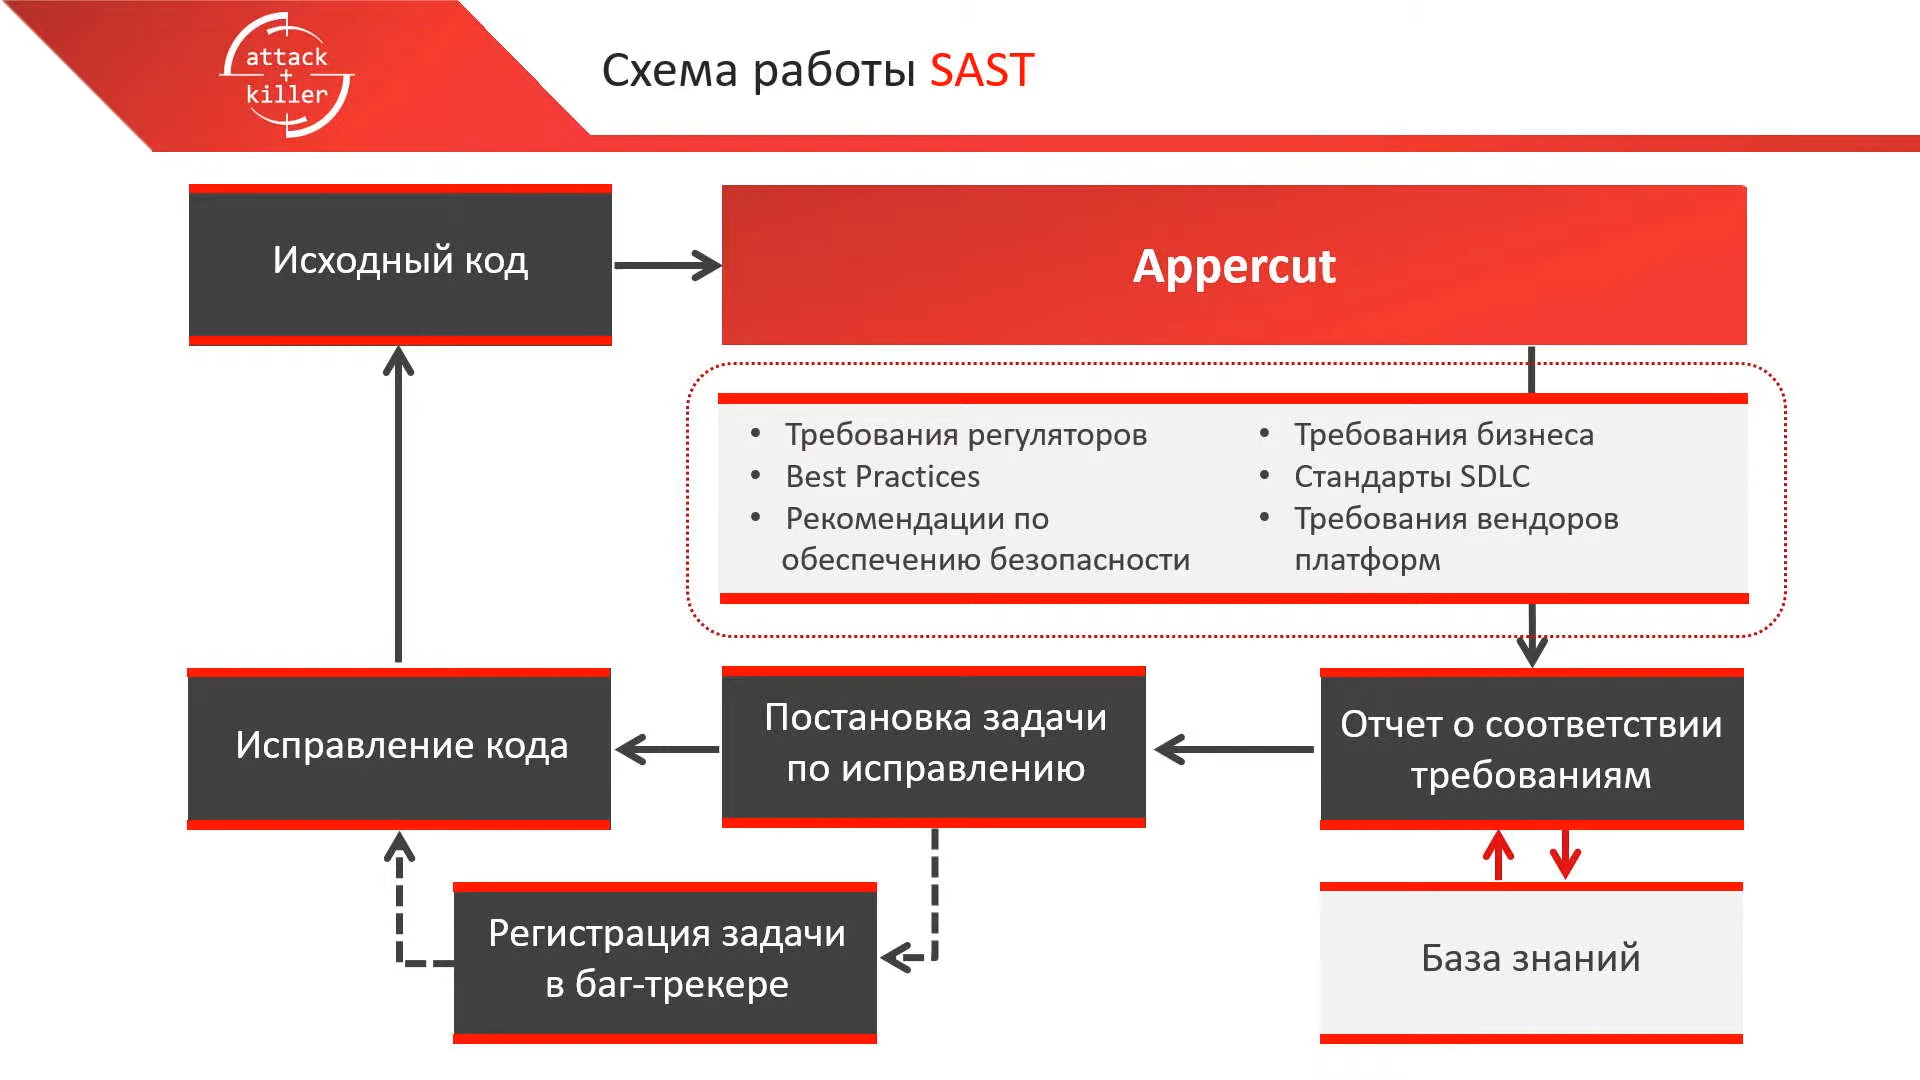 attack
+
killer
Схема работы SAST
Исходный код
Appercut
• Требования регуляторов
• Best Practices
• Рекомендации по
обеспечению безопасности
• Требования бизнеса
• Стандарты SDLC
• Требования вендоров
платформ
Исправление кода
Постановка задачи
по исправлению
Отчет о соответствии
требованиям
Регистрация задачи
в баг-трекере
База знаний